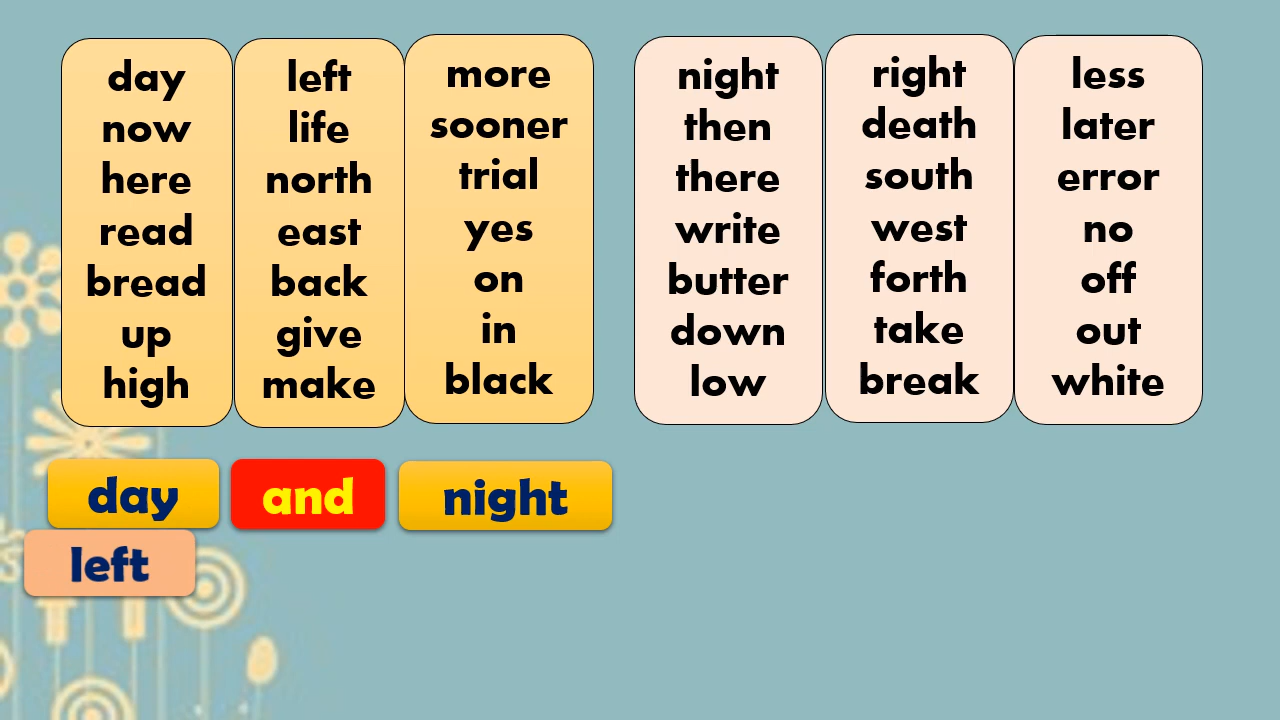 day
now
here
read
bread
up
high
left
life
north
east
back
give
make
more
sooner
trial
yes
on
in
black
night
then
there
write
butter
down
low
right
death
south
west
forth
take
break
less
later
error
no
off
out
white
day and night
left